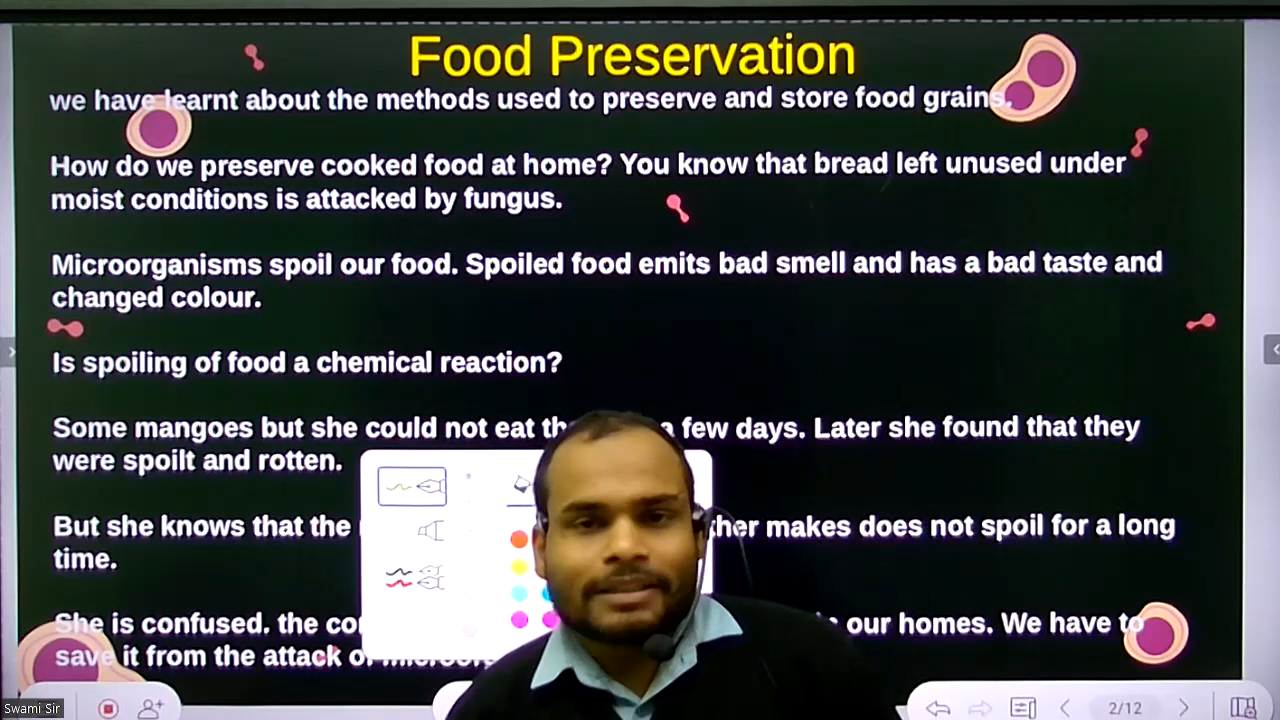 Food Preservation
we have learnt about the methods used to preserve and store food grains.
How do we preserve cooked food at home? You know that bread left unused under
moist conditions is attacked by fungus.
Microorganisms spoil our food. Spoiled food emits bad smell and has a bad taste and
changed colour.
Is spoiling of food a chemical reaction?
Some mangoes but she could not eat few days. Later she found that they
were spoilt and rotten.
But she knows that the makes does not spoil for a long
time.
She is confused. the our homes. We have to
save it from the attack
2/12
Swami Sir